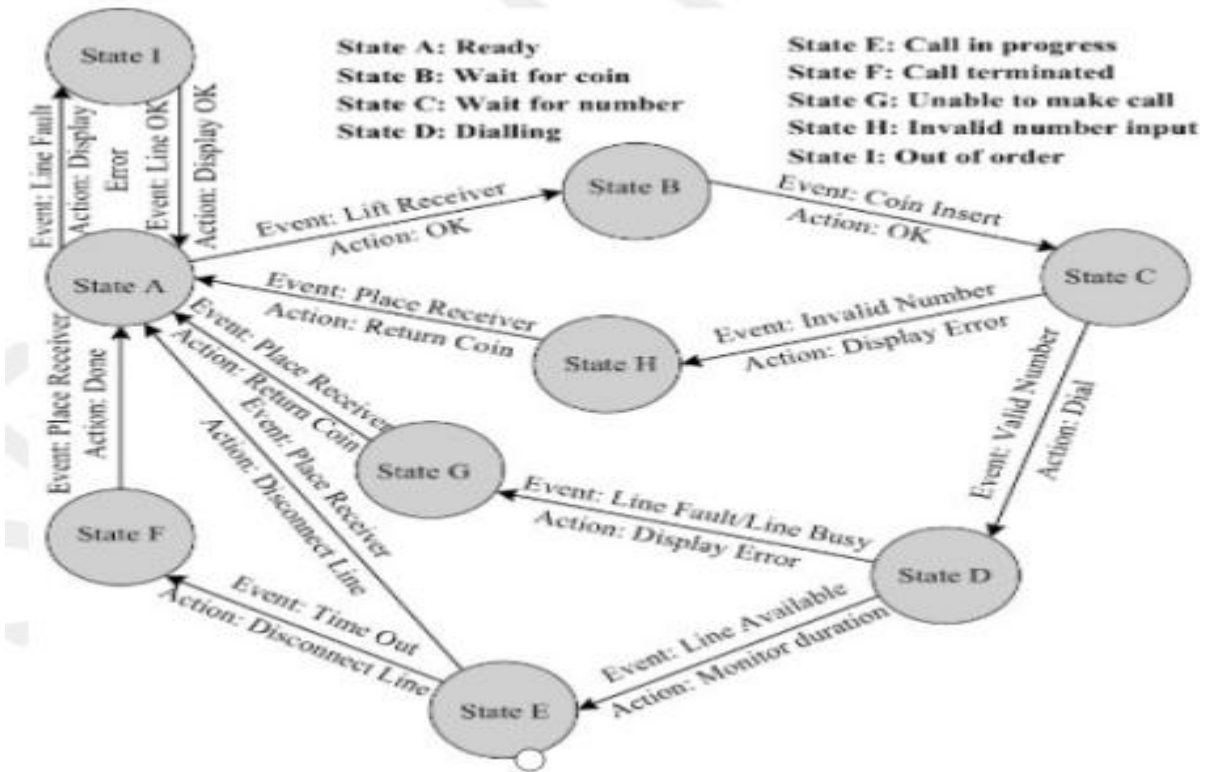 State I
State A: Ready
State B: Wait for coin
State C: Wait for number
State D: Dialling
State E: Call in progress
State F: Call terminated
State G: Unable to make call
State H: Invalid number input
State I: Out of order
Event: Line Fault
Action: Display
Error
Event: Line OK
Action: Display OK
State B
Event: Lift Receiver
Action: OK
Event: Coin Insert
Action: OK
State A
State C
Event: Place Receiver
Action: Return Coin
Event: Invalid Number
Action: Display Error
State H
Event: Place Receiver
Action: Done
Event: Place Receiver
Action: Return Coin
Event: Place Receiver
Action: Disconnect Line
Event: Valid Number
Action: Dial
State G
Event: Line Fault/Line Busy
Action: Display Error
State F
State D
Event: Time Out
Action: Disconnect Line
Event: Line Available
Action: Monitor duration
State E